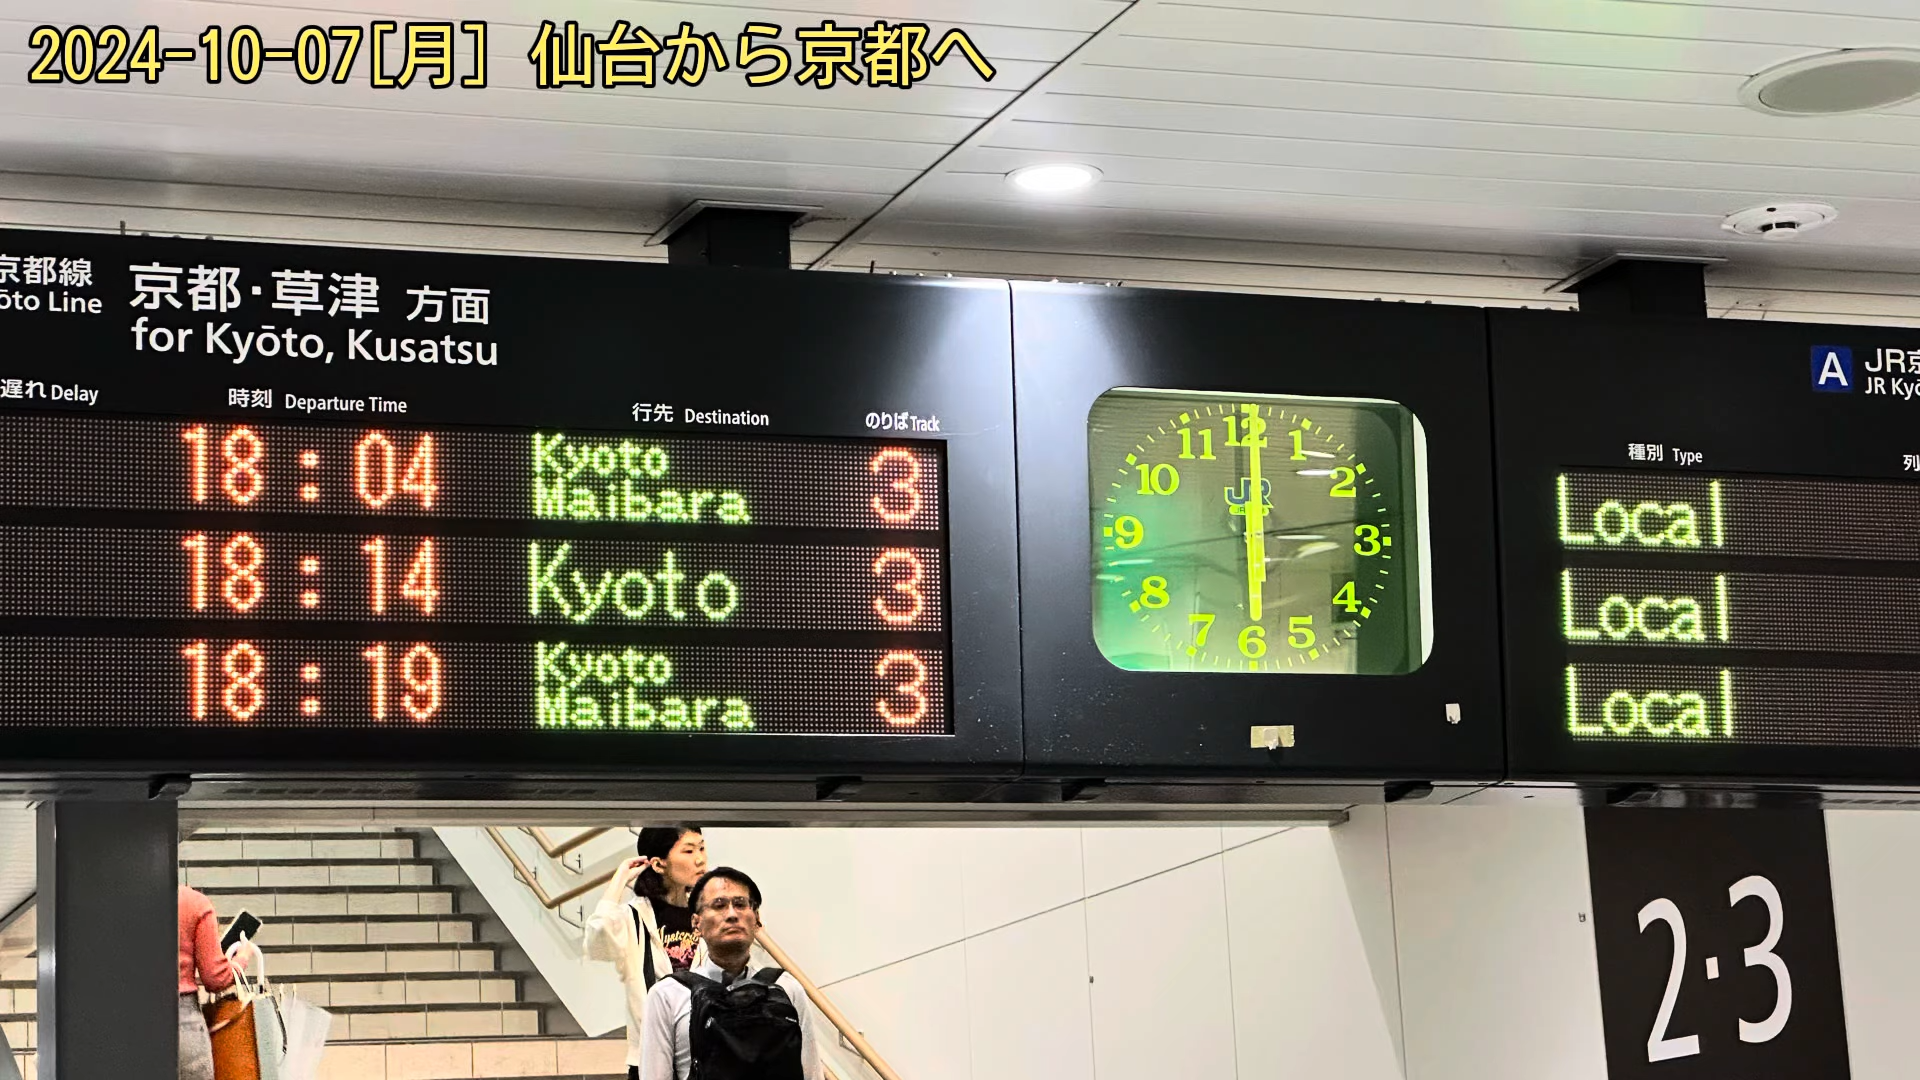 2024-10-07[月] 仙台から京都へ
京都線
ōto Line
京都・草津 方面
for Kyōto, Kusatsu
遅れ Delay
時刻 Departure Time
行先 Destination
のりば Track
18:04 Kyoto Maibara 3
18:14 Kyoto 3
18:19 Kyoto Maibara 3
11 12 1
10 2
9 3
8 4
7 6 5
JR
A JR京
JR Kyō
種別 Type
列
Local
Local
Local
2・3